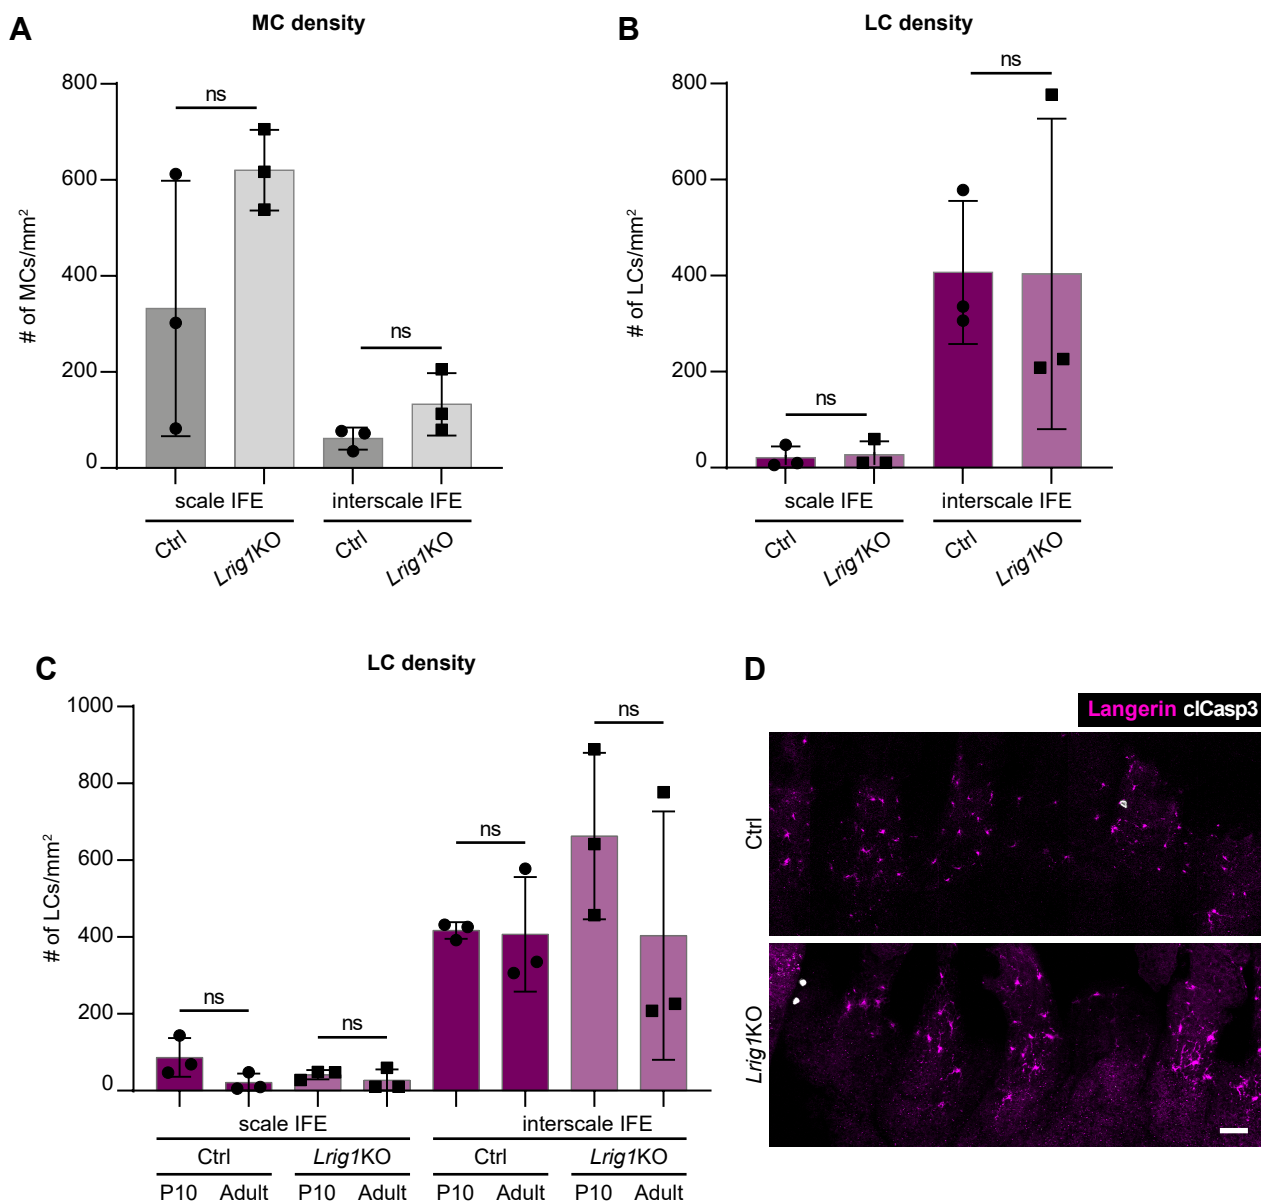 A
MC density
# of MCs/mm²
800
600
400
200
0
ns
ns
scale IFE
interscale IFE
Ctrl
Lrig1KO
Ctrl
Lrig1KO
B
LC density
# of LCs/mm²
800
600
400
200
0
ns
ns
scale IFE
interscale IFE
Ctrl
Lrig1KO
Ctrl
Lrig1KO
C
LC density
# of LCs/mm²
1000
800
600
400
200
0
ns
ns
ns
ns
scale IFE
interscale IFE
Ctrl
Lrig1KO
Ctrl
Lrig1KO
P10
Adult
P10
Adult
P10
Adult
P10
Adult
D
Langerin clCasp3
Ctrl
Lrig1KO